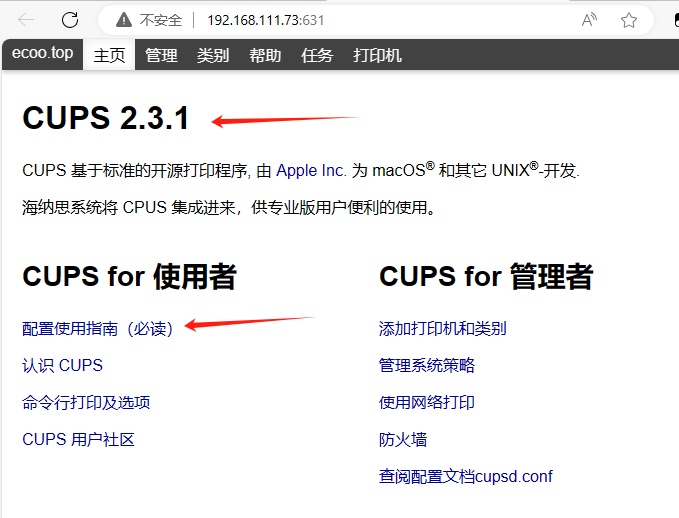 不安全 192.168.111.73:631
ecoo.top 主页 管理 类别 帮助 任务 打印机
CUPS 2.3.1
CUPS 基于标准的开源打印程序, 由 Apple Inc. 为 macOS® 和其它 UNIX®-开发.
海纳思系统将 CPUS 集成进来，供专业版用户便利的使用。
CUPS for 使用者
配置使用指南（必读）
认识 CUPS
命令行打印及选项
CUPS 用户社区
CUPS for 管理者
添加打印机和类别
管理系统策略
使用网络打印
防火墙
查阅配置文档cupsd.conf